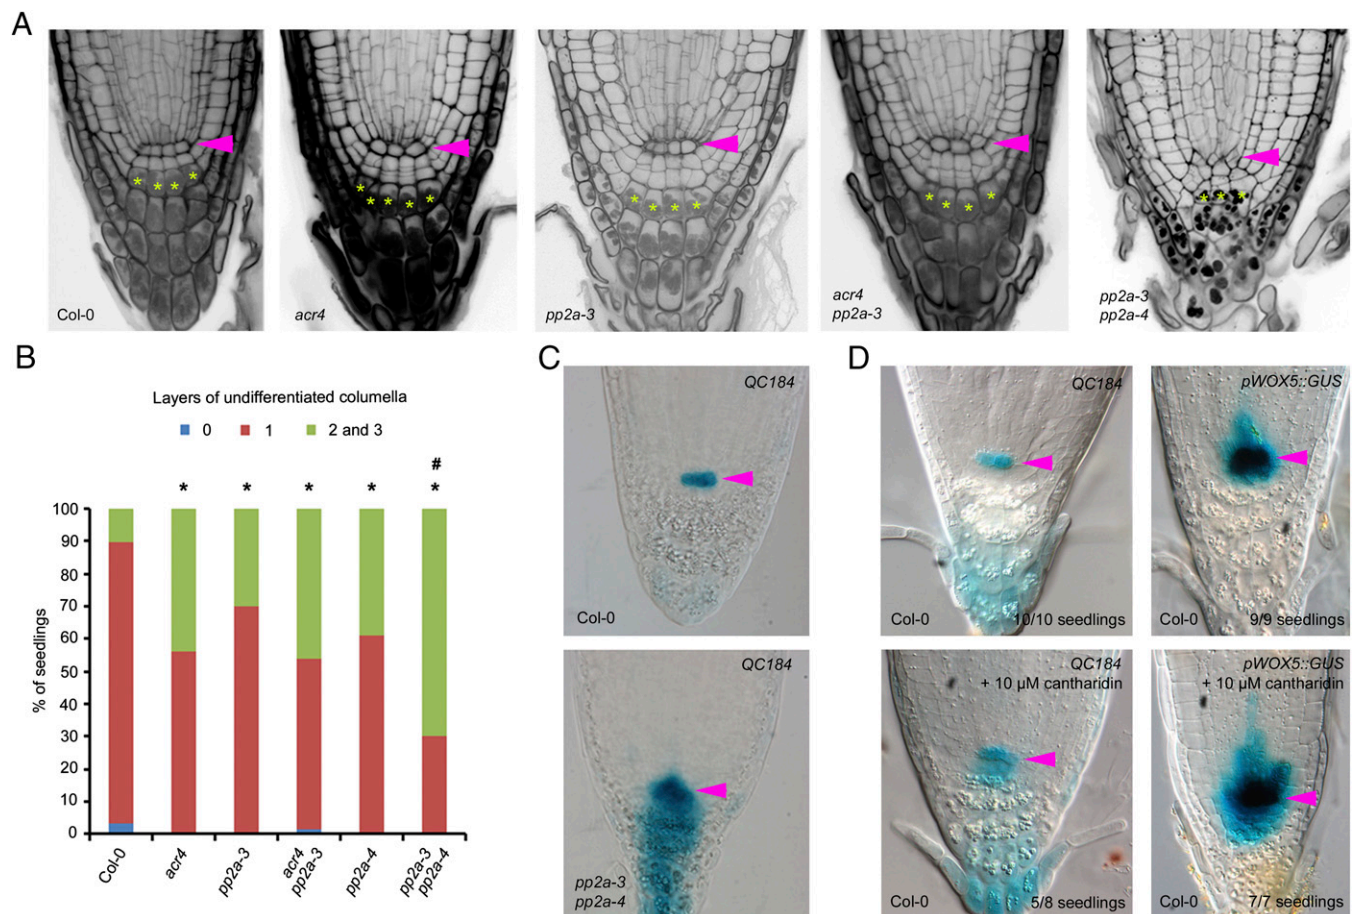 A
Col-0
acr4
pp2a-3
acr4
pp2a-3
pp2a-3
pp2a-4
B
Layers of undifferentiated columella
0 1 2 and 3
#
* * * * *
100
90
80
70
60
50
40
30
20
10
0
% of seedlings
Col-0
acr4
pp2a-3
acr4
pp2a-3
pp2a-4
pp2a-3
pp2a-4
C
QC184
Col-0
QC184
pp2a-3
pp2a-4
D
QC184
Col-0 10/10 seedlings
pWOX5::GUS
Col-0 9/9 seedlings
QC184
+ 10 µM cantharidin
Col-0 5/8 seedlings
pWOX5::GUS
+ 10 µM cantharidin
Col-0 7/7 seedlings